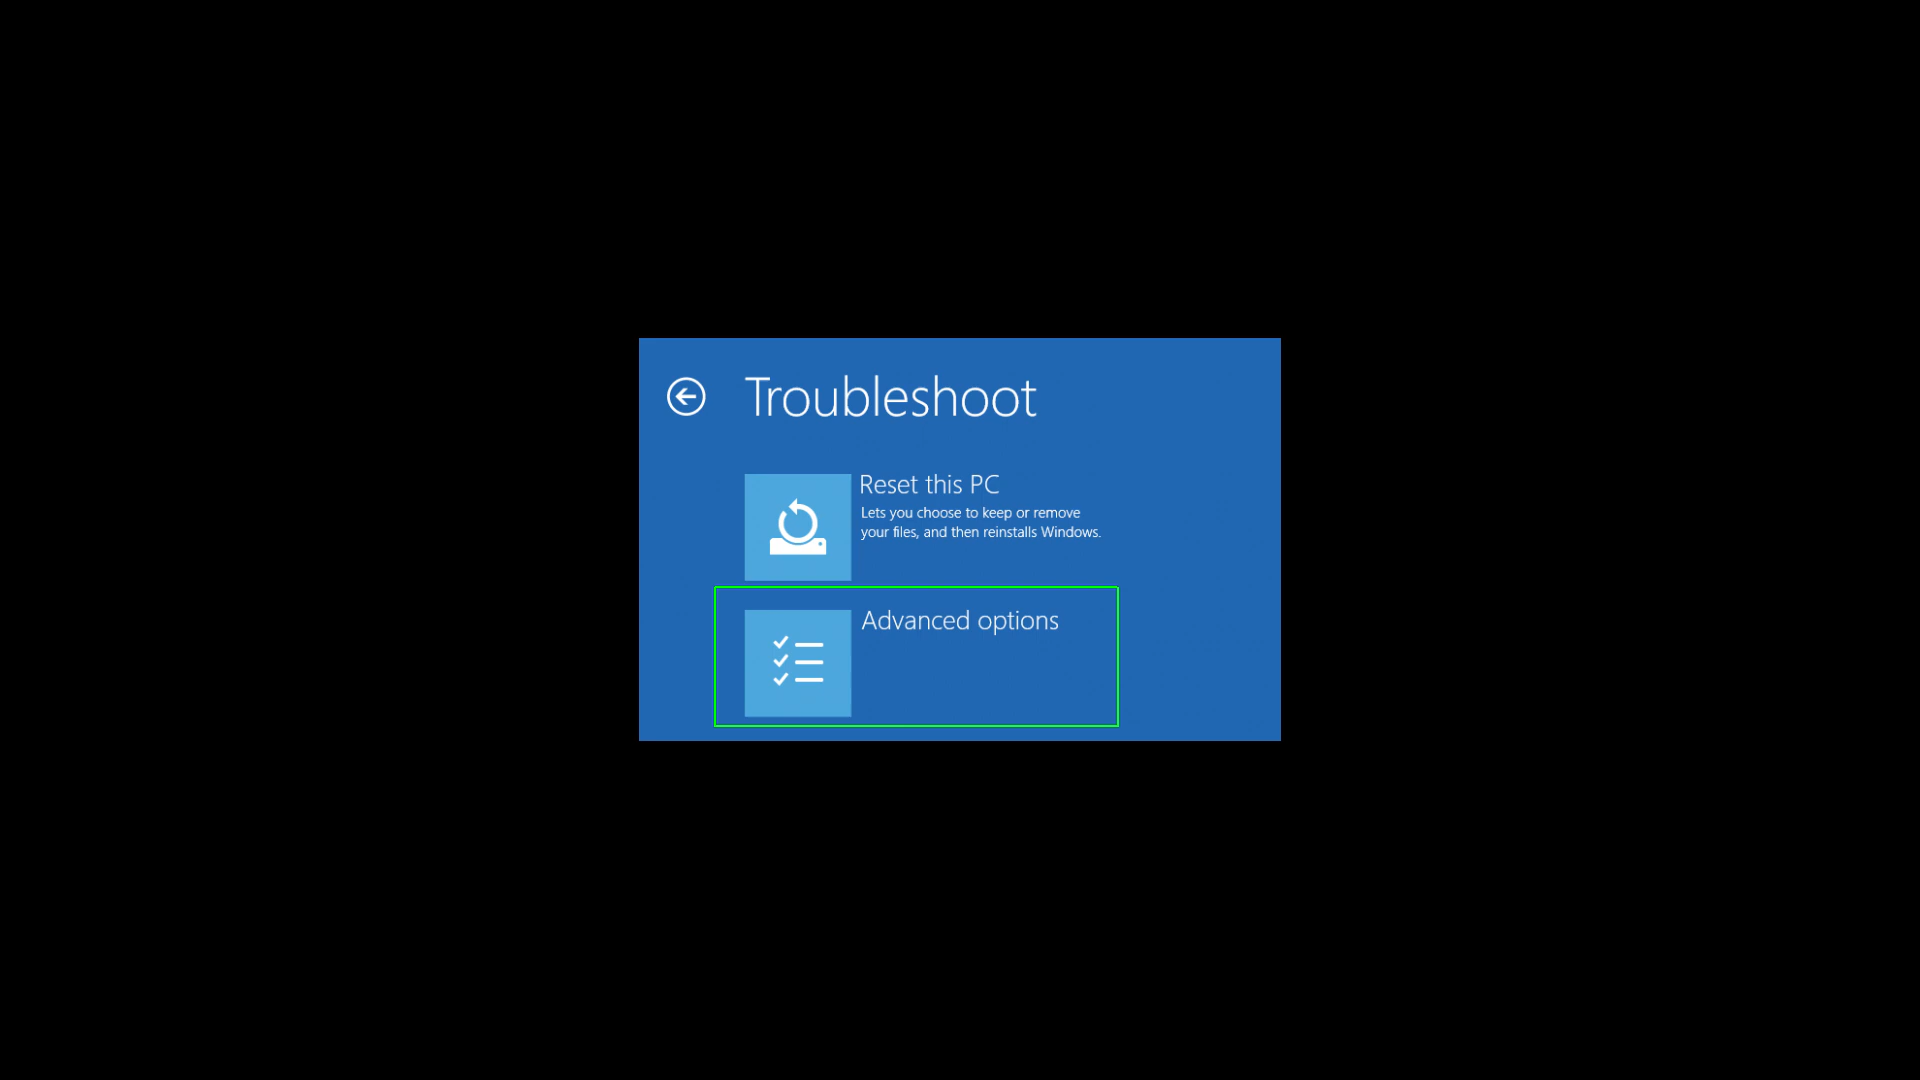 Troubleshoot
Reset this PC
Lets you choose to keep or remove
your files, and then reinstalls Windows.
Advanced options